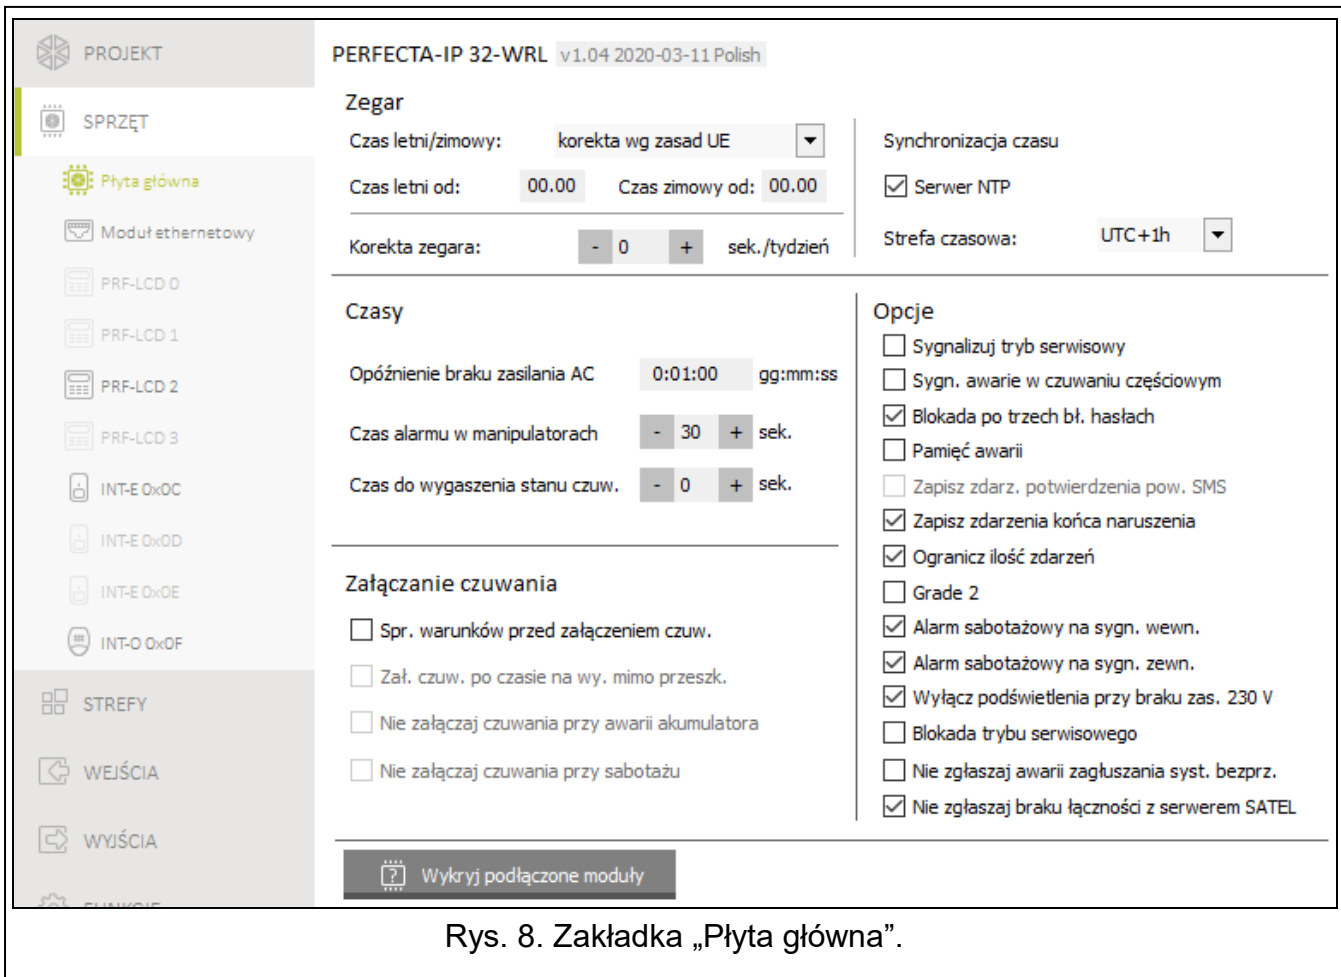 PROJEKT
SPRZĘT
Płyta główna
Moduł ethernetowy
PRF-LCD 0
PRF-LCD 1
PRF-LCD 2
PRF-LCD 3
INT-E 0x0C
INT-E 0x0D
INT-E 0x0E
INT-O 0x0F
STREFY
WEJŚCIA
WYJŚCIA
PERFECTA-IP 32-WRL v1.04 2020-03-11 Polish
Zegar
Czas letni/zimowy: korekta wg zasad UE
Czas letni od: 00.00 Czas zimowy od: 00.00
Korekta zegara: - 0 + sek./tydzień
Synchronizacja czasu
Serwer NTP
Strefa czasowa: UTC+1h
Czasy
Opóźnienie braku zasilania AC 0:01:00 gg:mm:ss
Czas alarmu w manipulatorach - 30 + sek.
Czas do wygaszenia stanu czuw. - 0 + sek.
Załączanie czuwania
Spr. warunków przed załączeniem czuw.
Zał. czuw. po czasie na wy. mimo przeszk.
Nie załączaj czuwania przy awarii akumulatora
Nie załączaj czuwania przy sabotażu
Opcje
Sygnalizuj tryb serwisowy
Sygn. awarie w czuwaniu częściowym
Blokada po trzech bł. hasłach
Pamięć awarii
Zapisz zdarz. potwierdzenia pow. SMS
Zapisz zdarzenia końca naruszenia
Ogranicz ilość zdarzeń
Grade 2
Alarm sabotażowy na sygn. wewn.
Alarm sabotażowy na sygn. zewn.
Wyłącz podświetlenia przy braku zas. 230 V
Blokada trybu serwisowego
Nie zgłaszaj awarii zagłuszania syst. bezprz.
Nie zgłaszaj braku łączności z serwerem SATEL
Wykryj podłączone moduły
Rys. 8. Zakładka „Płyta główna”.